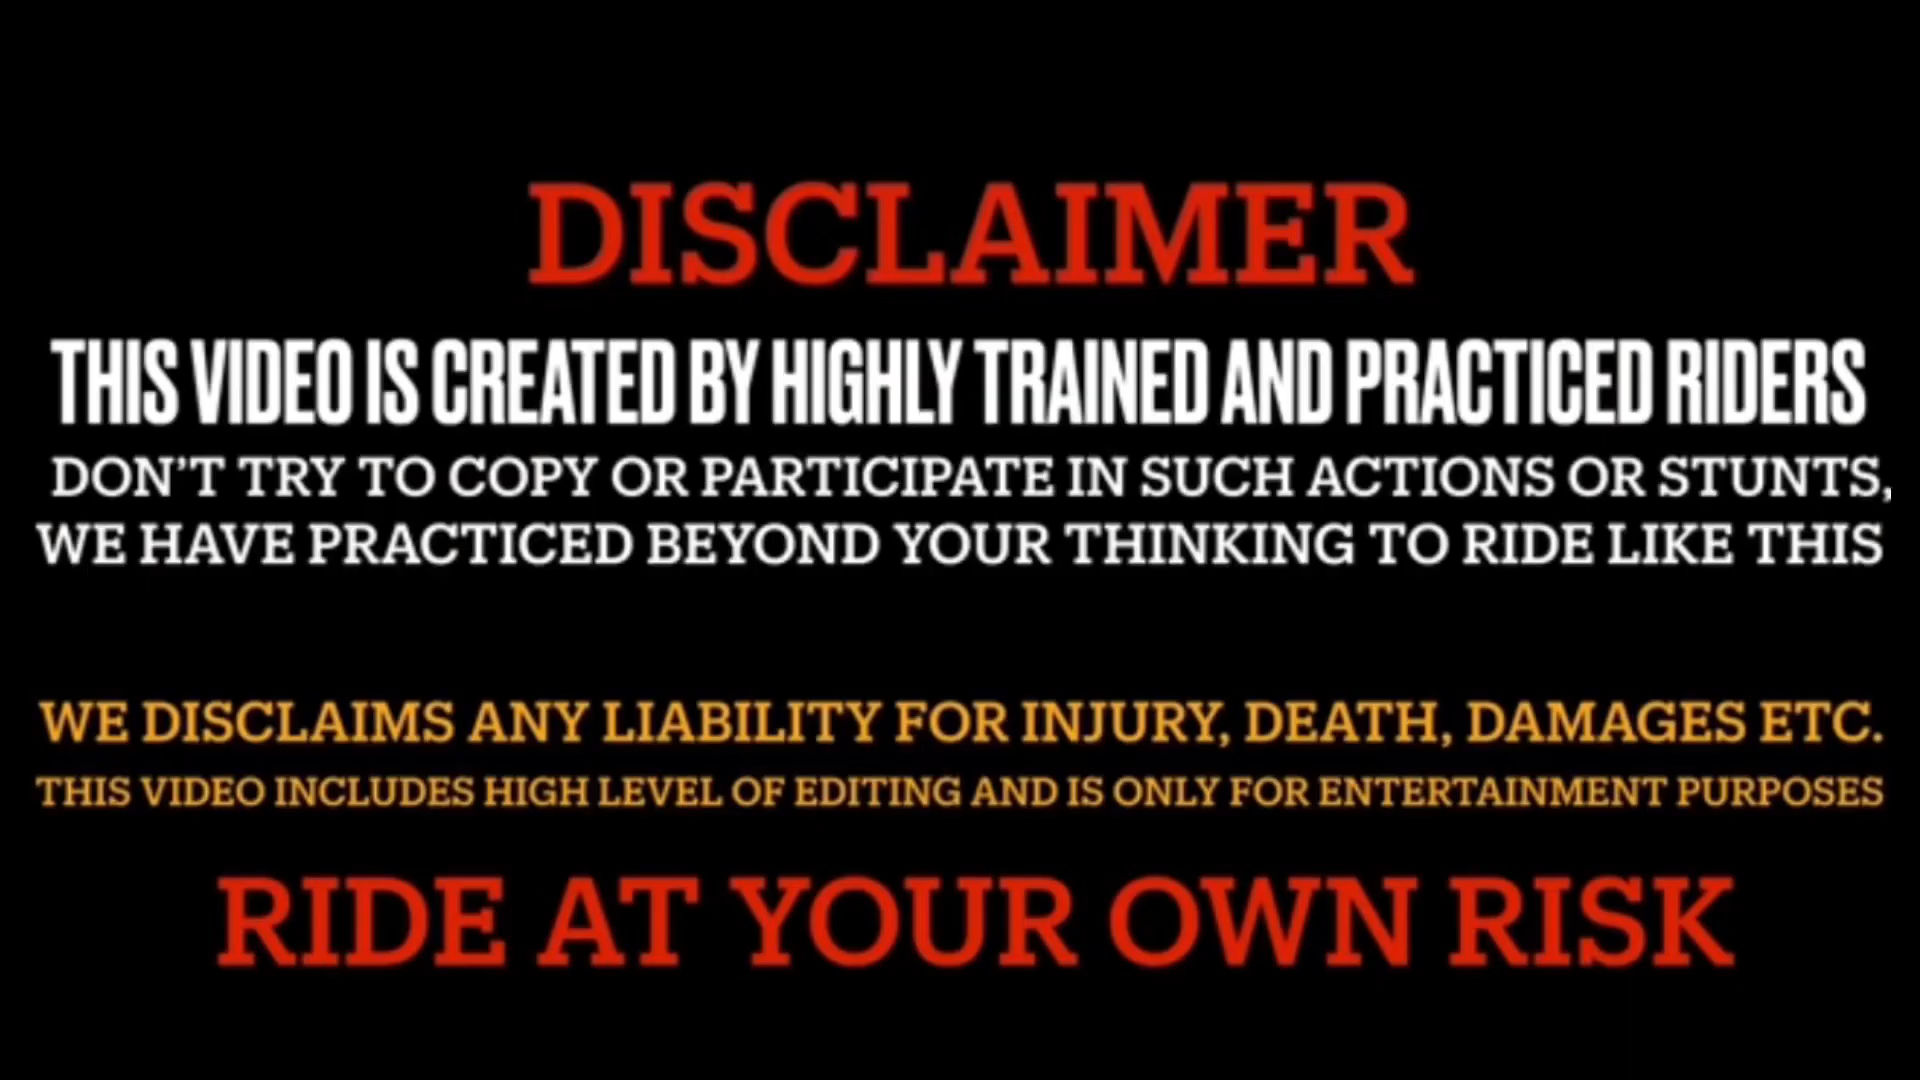 DISCLAIMER
THIS VIDEO IS CREATED BY HIGHLY TRAINED AND PRACTICED RIDERS
DON'T TRY TO COPY OR PARTICIPATE IN SUCH ACTIONS OR STUNTS,
WE HAVE PRACTICED BEYOND YOUR THINKING TO RIDE LIKE THIS
WE DISCLAIMS ANY LIABILITY FOR INJURY, DEATH, DAMAGES ETC.
THIS VIDEO INCLUDES HIGH LEVEL OF EDITING AND IS ONLY FOR ENTERTAINMENT PURPOSES
RIDE AT YOUR OWN RISK